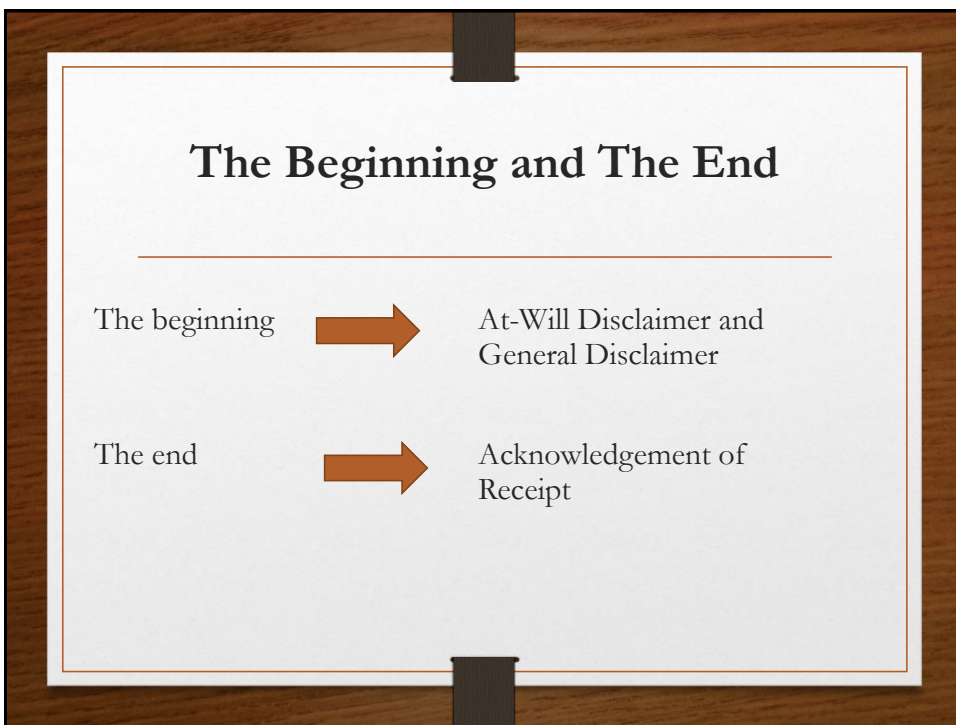 The Beginning and The End
The beginning
At-Will Disclaimer and
General Disclaimer
The end
Acknowledgement of
Receipt